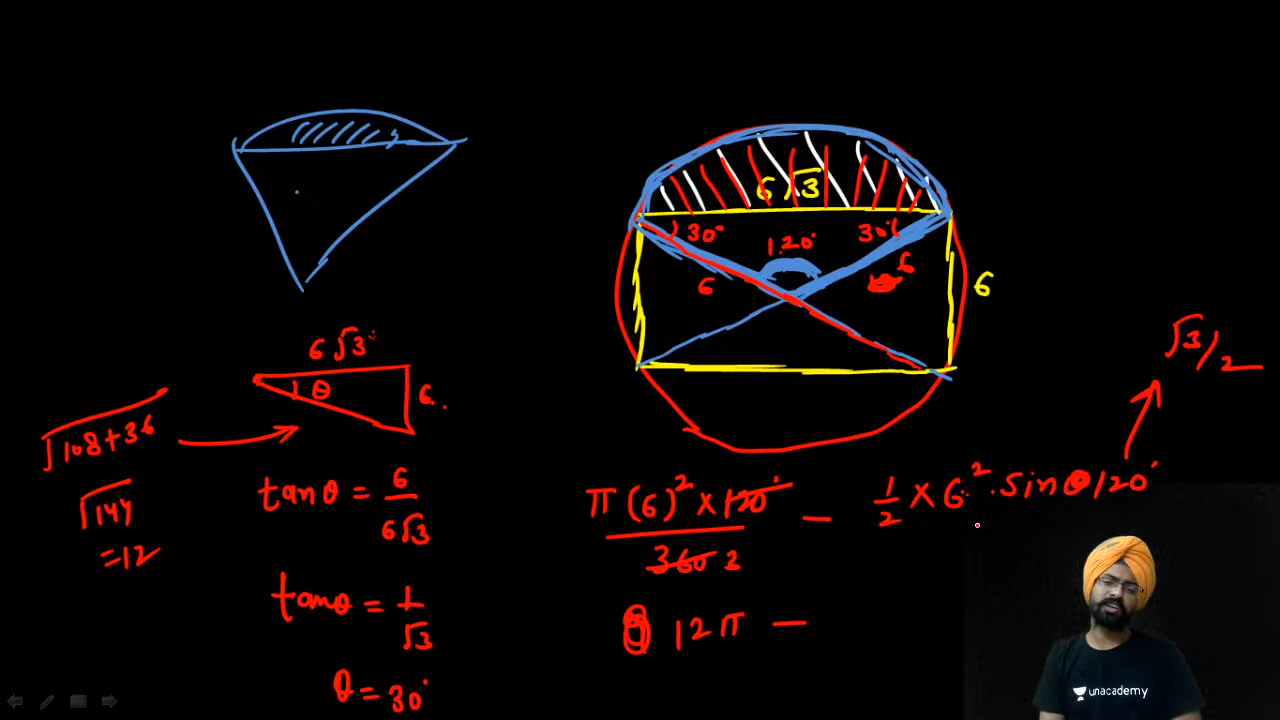 6√3
30°
120°
30°
6
6
6
6√3
θ
6
√108+36
√144
=12
tanθ = 6/6√3
tanθ = 1/√3
θ = 30°
π(6)² × 120° / 360 3 − 1/2 × 6². sin θ 120°
√3/2
12π −
unacademy